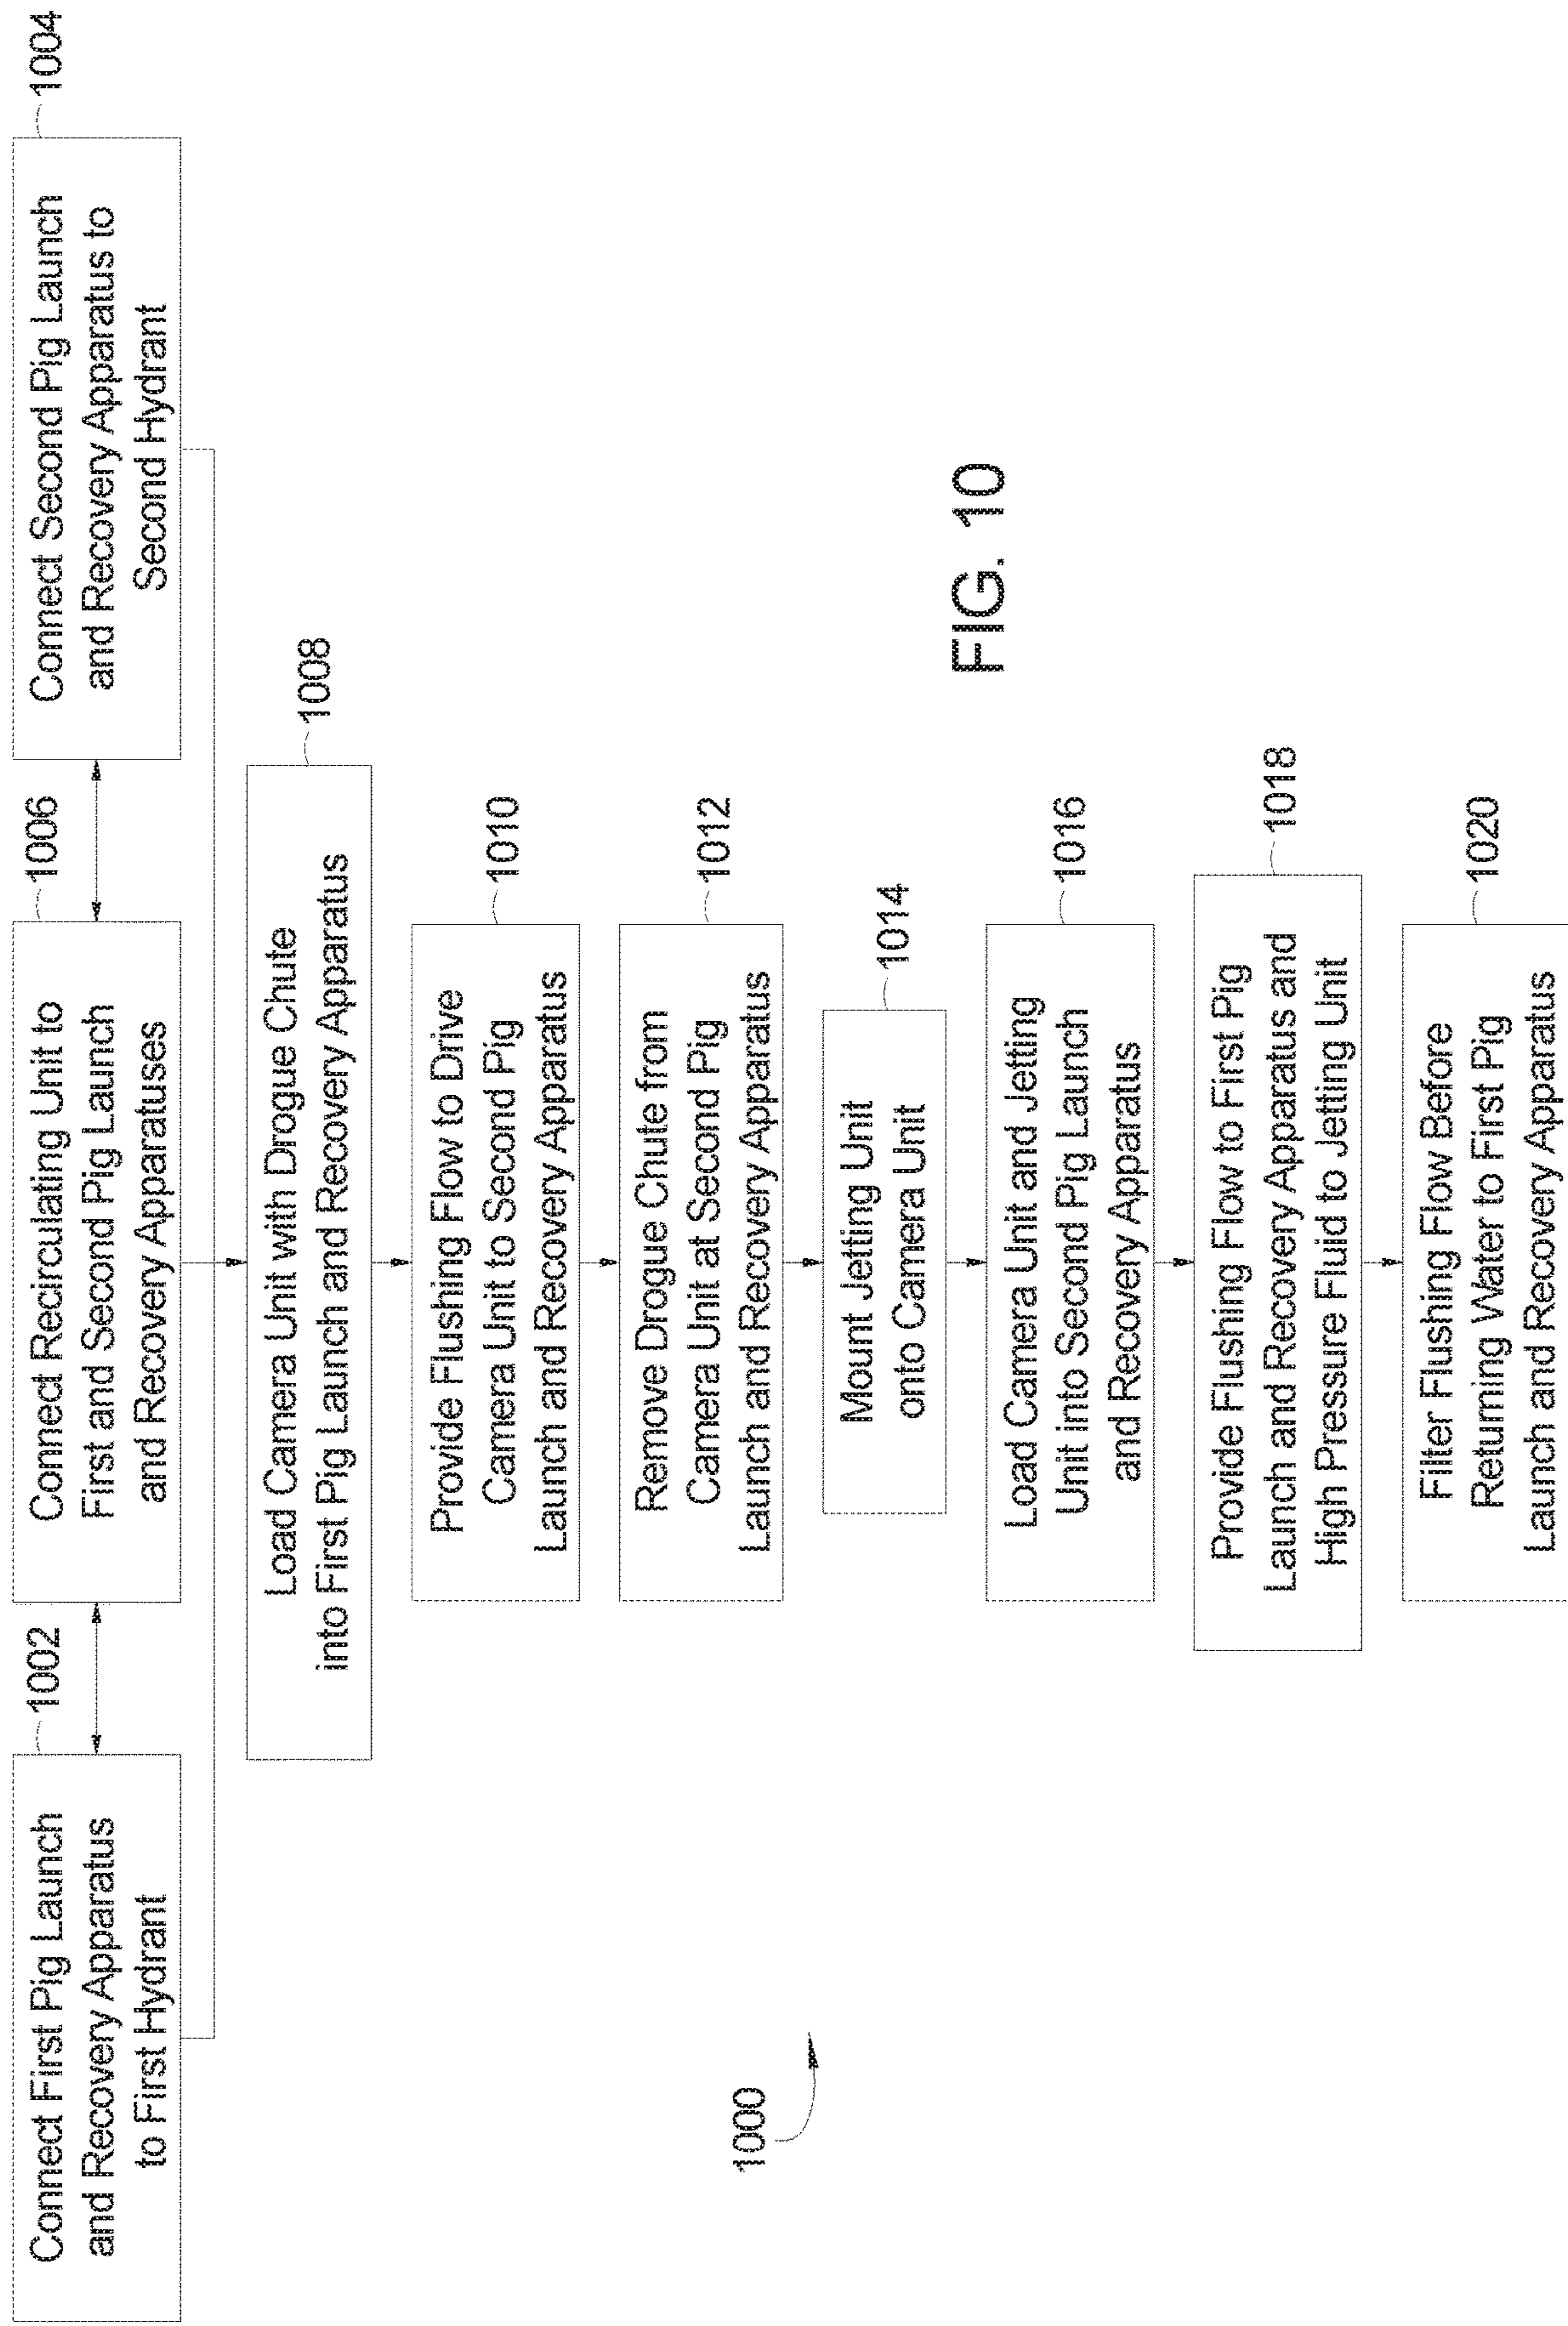 1002
Connect First Pig Launch
and Recovery Apparatus
to First Hydrant
1006
Connect Recirculating Unit to
First and Second Pig Launch
and Recovery Apparatuses
1004
Connect Second Pig Launch
and Recovery Apparatus to
Second Hydrant
1008
Load Camera Unit with Drogue Chute
into First Pig Launch and Recovery Apparatus
1010
Provide Flushing Flow to Drive
Camera Unit to Second Pig
Launch and Recovery Apparatus
1012
Remove Drogue Chute from
Camera Unit at Second Pig
Launch and Recovery Apparatus
1014
Mount Jetting Unit
onto Camera Unit
1016
Load Camera Unit and Jetting
Unit into Second Pig Launch
and Recovery Apparatus
1018
Provide Flushing Flow to First Pig
Launch and Recovery Apparatus and
High Pressure Fluid to Jetting Unit
1020
Filter Flushing Flow Before
Returning Water to First Pig
Launch and Recovery Apparatus
1000
FIG. 10